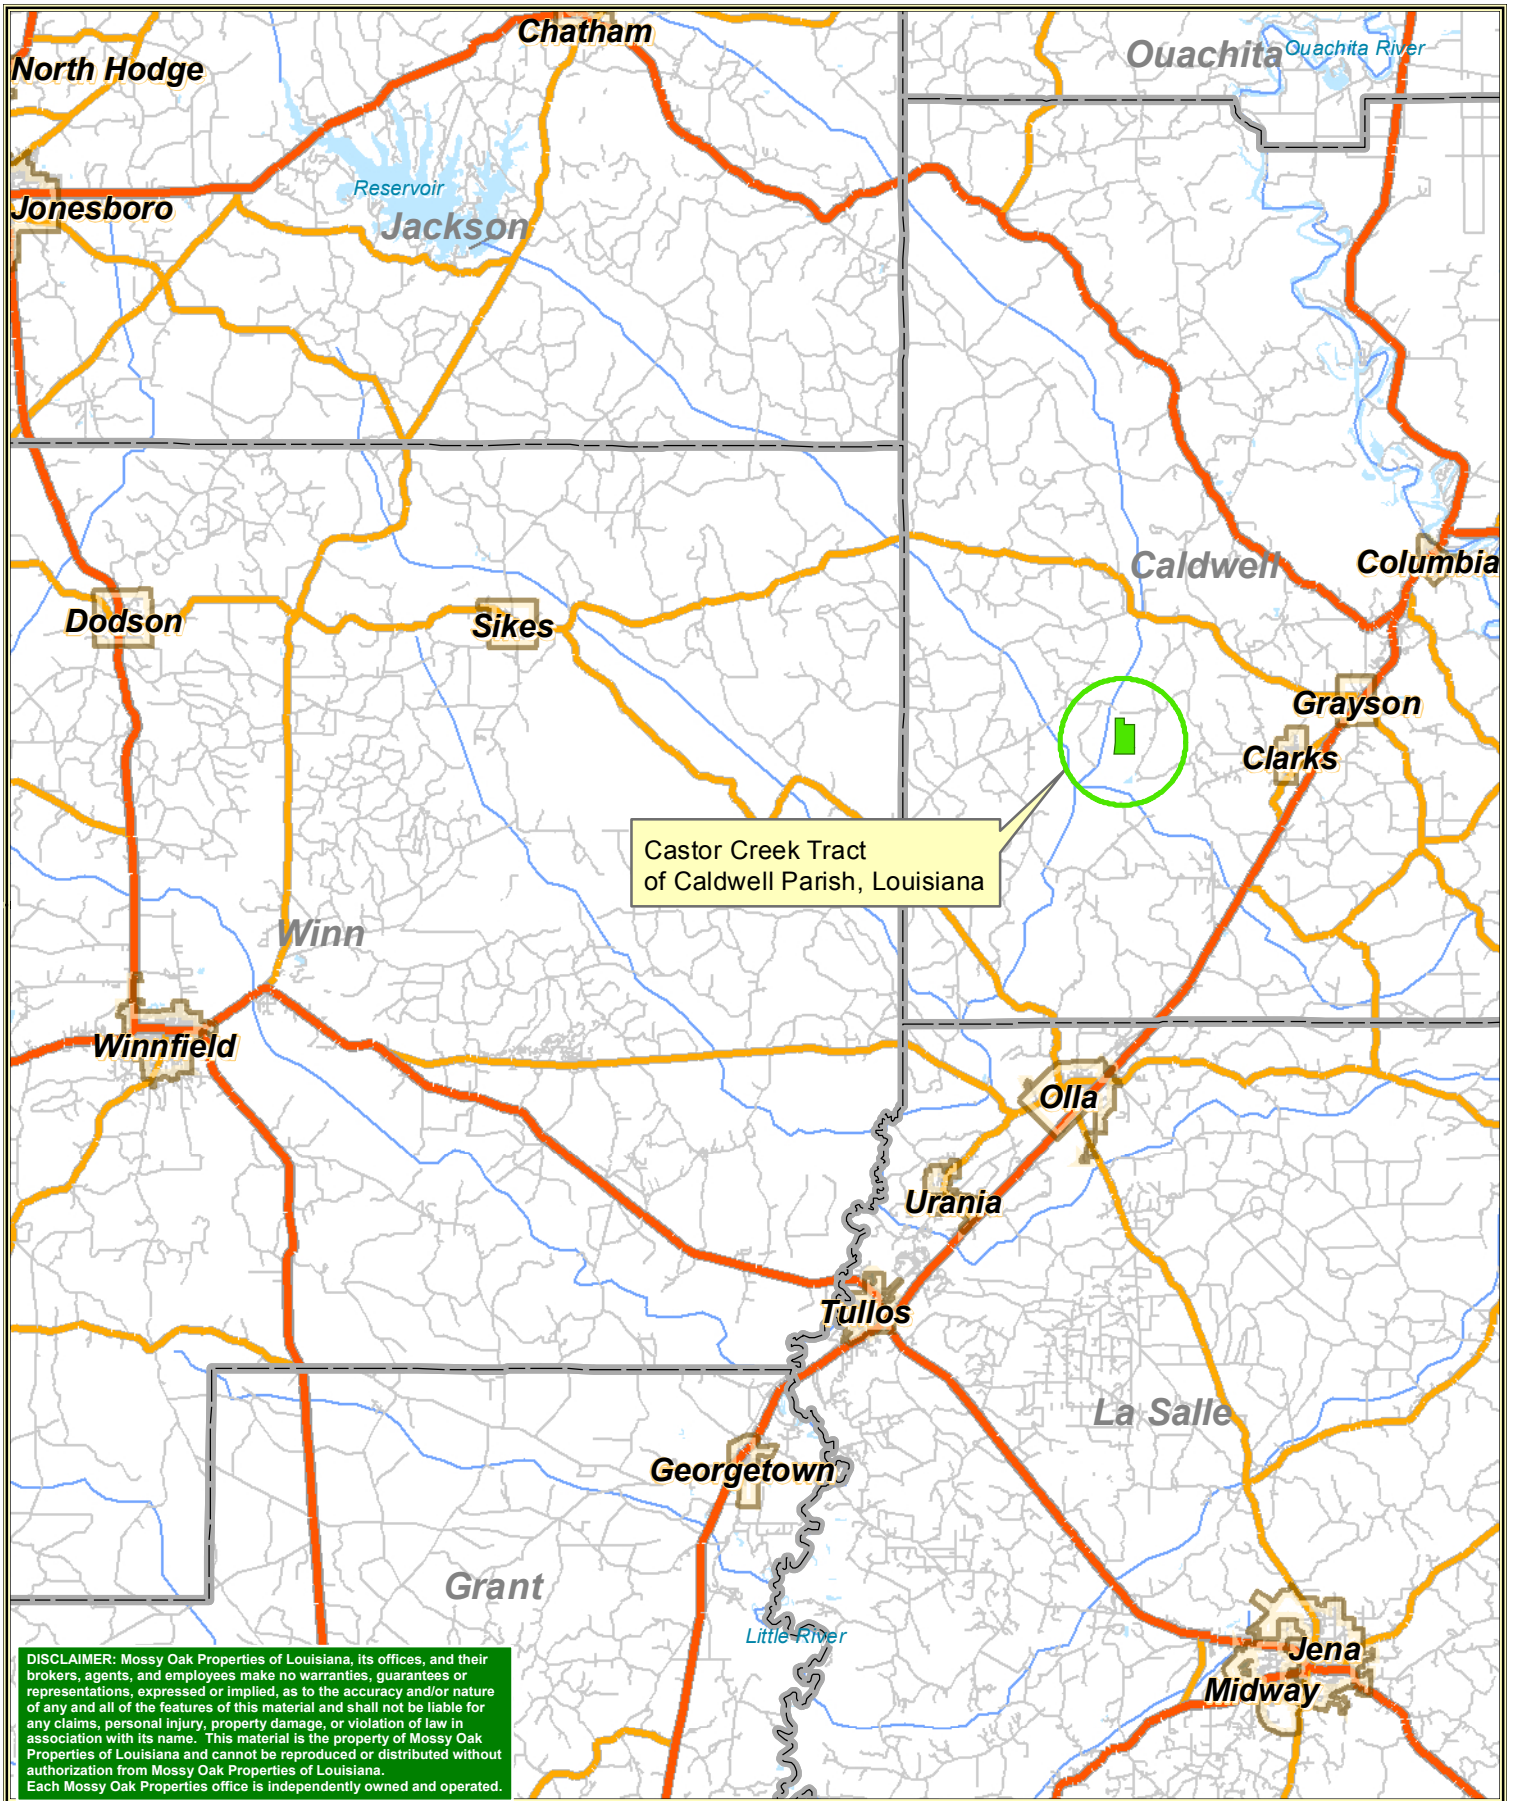 Chatham
Ouachita
Ouachita River
North Hodge
Reservoir
Jonesboro
Jackson
Caldwell
Columbia
Dodson
Sikes
Grayson
Clarks
Castor Creek Tract
of Caldwell Parish, Louisiana
Winn
Winnfield
Olla
Urania
Tullos
La Salle
Georgetown
Grant
Little River
Jena
Midway
DISCLAIMER: Mossy Oak Properties of Louisiana, its offices, and their
brokers, agents, and employees make no warranties, guarantees or
representations, expressed or implied, as to the accuracy and/or nature
of any and all of the features of this material and shall not be liable for
any claims, personal injury, property damage, or violation of law in
association with its name.  This material is the property of Mossy Oak
Properties of Louisiana and cannot be reproduced or distributed without
authorization from Mossy Oak Properties of Louisiana.
Each Mossy Oak Properties office is independently owned and operated.